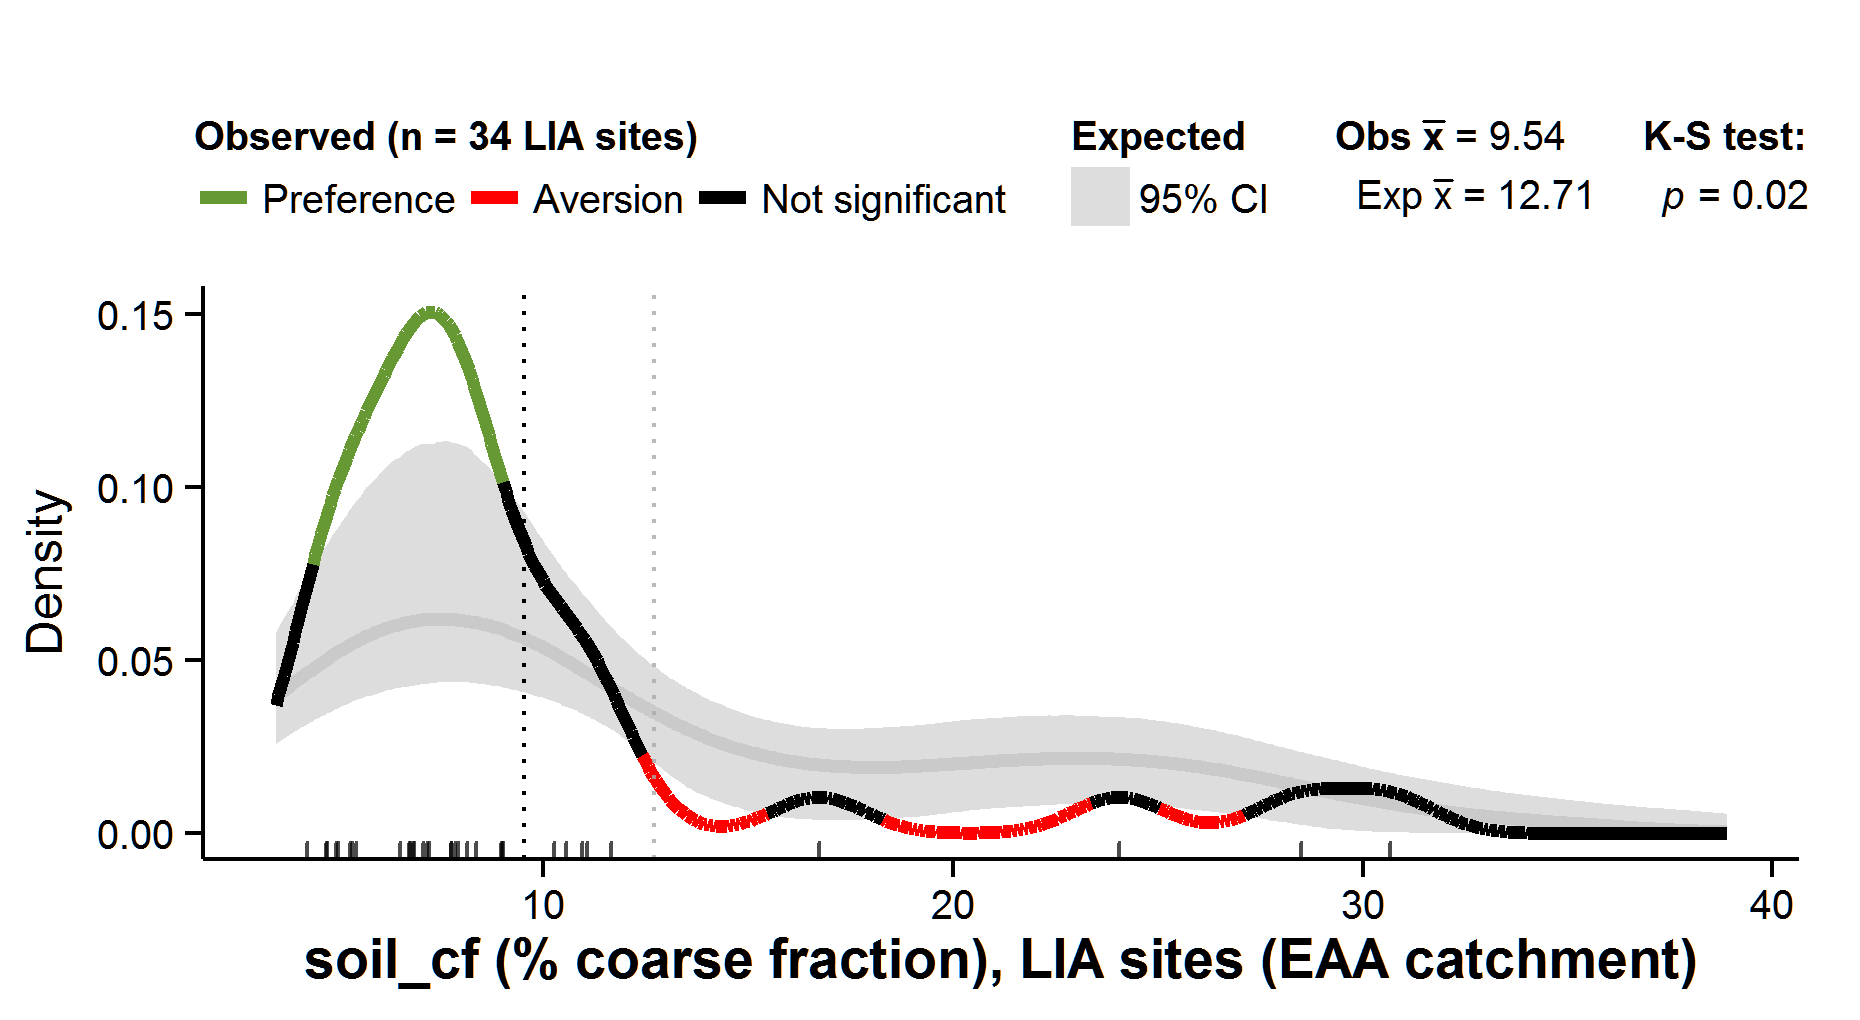 Observed (n = 34 LIA sites)
Preference Aversion Not significant
Expected
95% CI
Obs x̅ = 9.54
Exp x̅ = 12.71
K-S test:
p = 0.02
Density
0.15
0.10
0.05
0.00
10 20 30 40
soil_cf (% coarse fraction), LIA sites (EAA catchment)